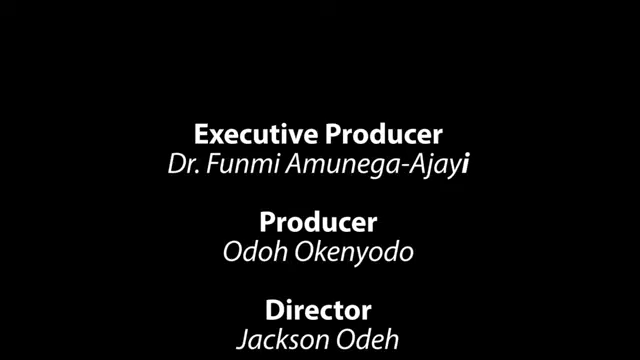 Executive Producer
Dr. Funmi Amunega-Ajayi
Producer
Odoh Okenyodo
Director
Jackson Odeh